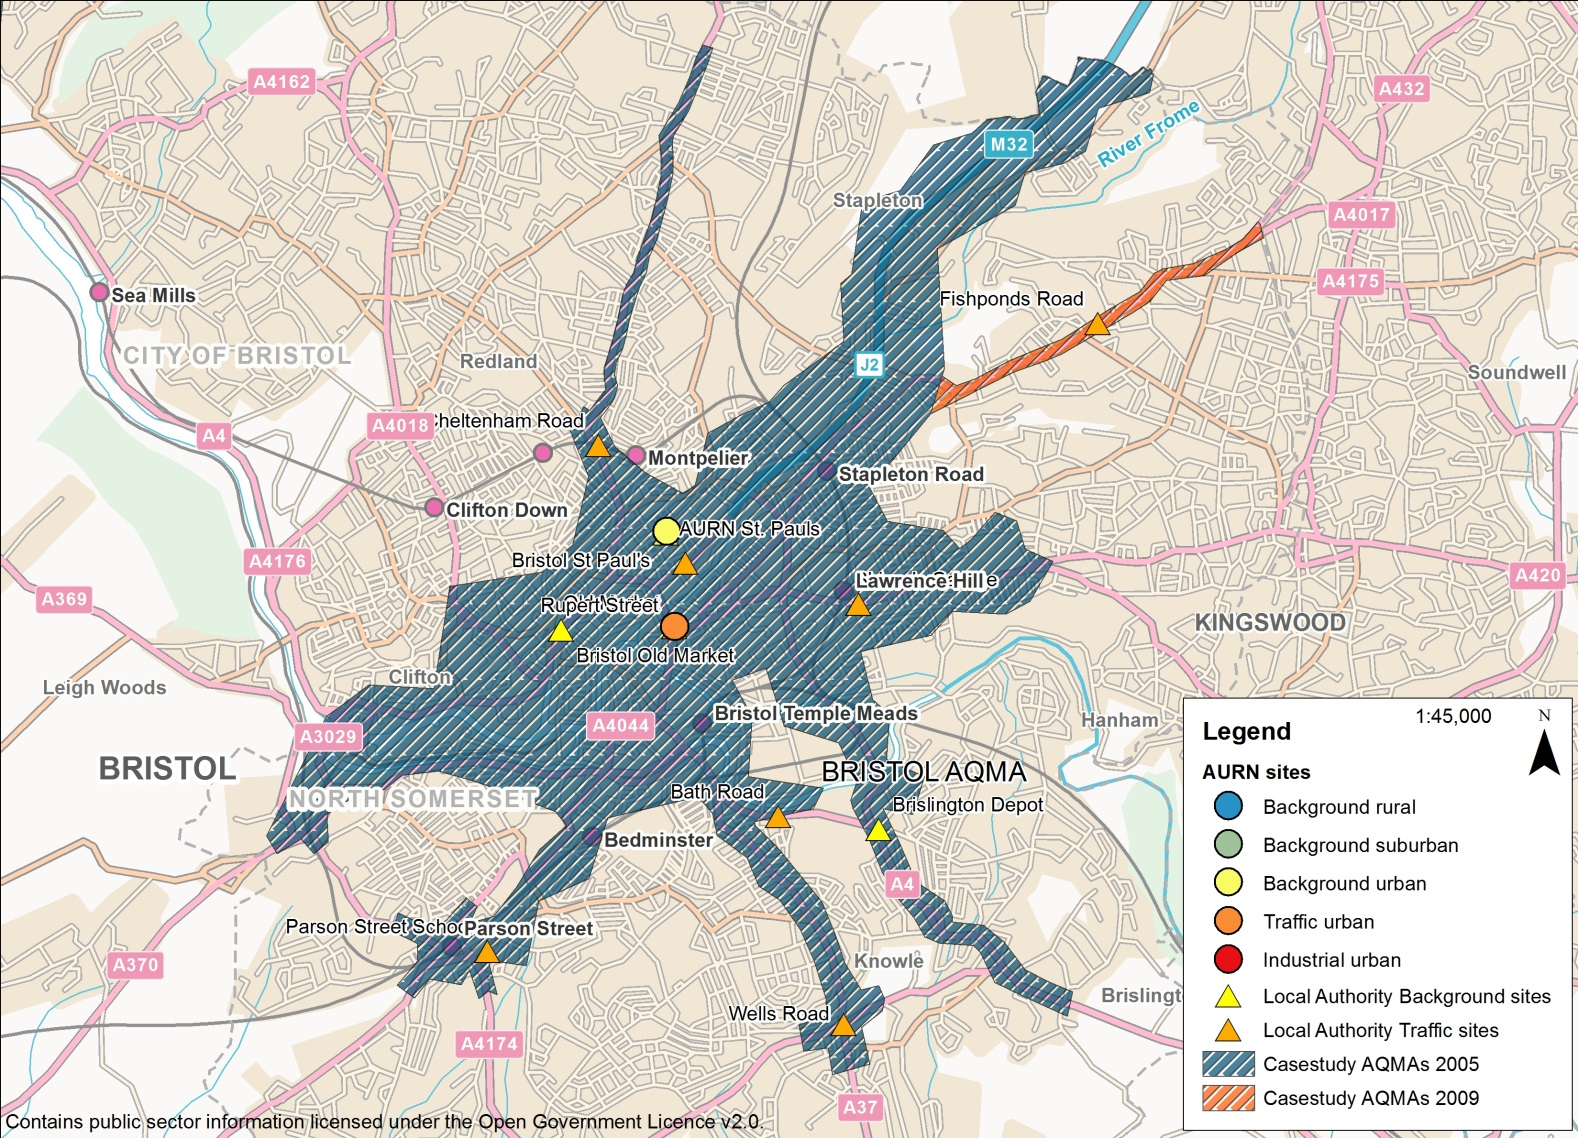 A4162
A432
M32
River Frome
Stapleton
A4017
A4175
Sea Mills
Fishponds Road
CITY OF BRISTOL
Redland
J2
Soundwell
A4
A4018
Cheltenham Road
Montpelier
Stapleton Road
Clifton Down
AURN St. Pauls
A4176
Bristol St Paul's
Lawrence Hill
A420
A369
Rupert Street
KINGSWOOD
Bristol Old Market
Clifton
Leigh Woods
Bristol Temple Meads
Hanham
A3029
A4044
BRISTOL
BRISTOL AQMA
NORTH SOMERSET
Bath Road
Brislington Depot
Bedminster
A4
Parson Street Schoo
Parson Street
A370
Knowle
Brislingt
Wells Road
A4174
A37
Contains public sector information licensed under the Open Government Licence v2.0.
1:45,000
N
Legend
AURN sites
Background rural
Background suburban
Background urban
Traffic urban
Industrial urban
Local Authority Background sites
Local Authority Traffic sites
Casestudy AQMAs 2005
Casestudy AQMAs 2009